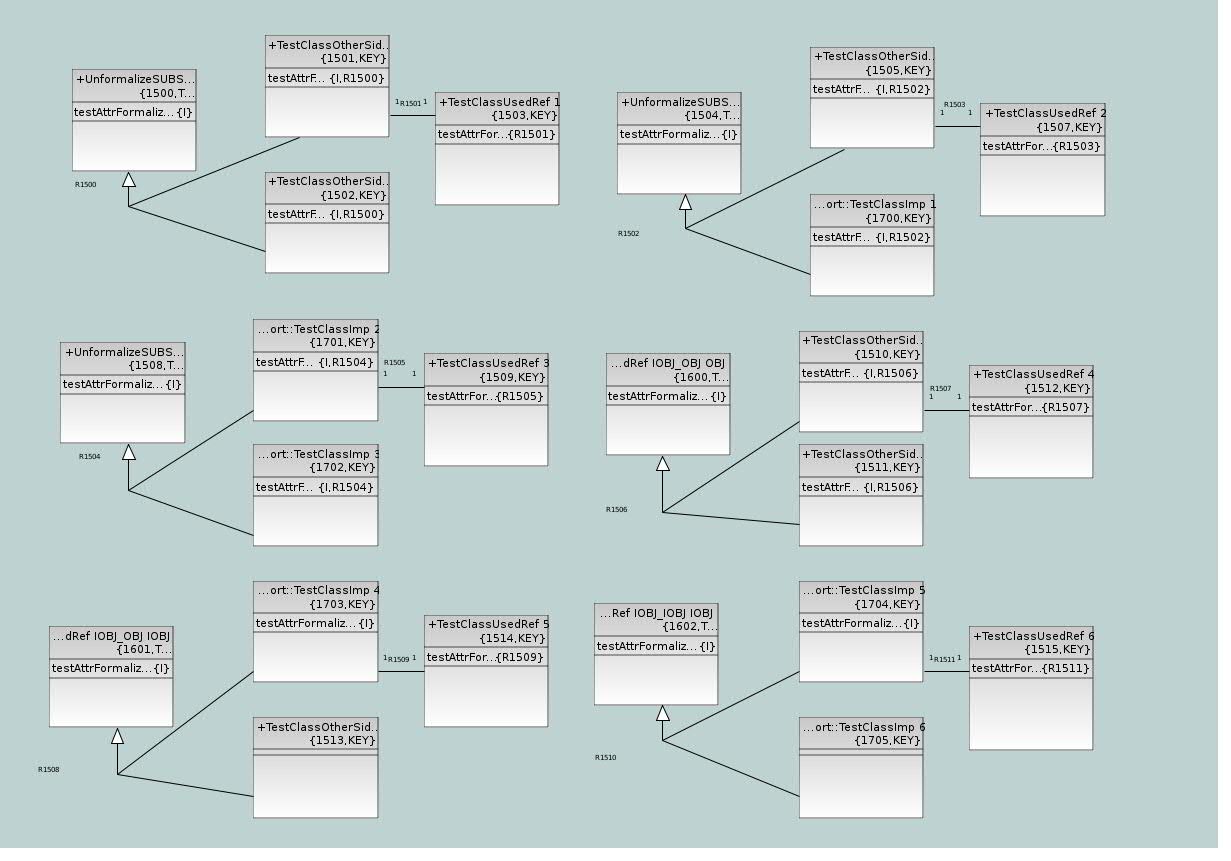 +UnformalizeSUBS...
{1500,T...
testAttrFormaliz... {I}
R1500
+TestClassOtherSid..
{1501,KEY}
testAttrF... {I,R1500}
1 R1501 1
+TestClassUsedRef 1
{1503,KEY}
testAttrFor...{R1501}
+TestClassOtherSid..
{1502,KEY}
testAttrF... {I,R1500}
+UnformalizeSUBS...
{1504,T...
testAttrFormaliz... {I}
R1502
+TestClassOtherSid..
{1505,KEY}
testAttrF... {I,R1502}
R1503
1 1
+TestClassUsedRef 2
{1507,KEY}
testAttrFor...{R1503}
...ort::TestClassImp 1
{1700,KEY}
testAttrF... {I,R1502}
+UnformalizeSUBS...
{1508,T...
testAttrFormaliz... {I}
R1504
...ort::TestClassImp 2
{1701,KEY}
testAttrF... {I,R1504}
R1505
1 1
+TestClassUsedRef 3
{1509,KEY}
testAttrFor...{R1505}
...ort::TestClassImp 3
{1702,KEY}
testAttrF... {I,R1504}
...dRef IOBJ_OBJ OBJ
{1600,T...
testAttrFormaliz... {I}
R1506
+TestClassOtherSid..
{1510,KEY}
testAttrF... {I,R1506}
R1507
1 1
+TestClassUsedRef 4
{1512,KEY}
testAttrFor...{R1507}
+TestClassOtherSid..
{1511,KEY}
testAttrF... {I,R1506}
...dRef IOBJ_OBJ IOBJ
{1601,T...
testAttrFormaliz... {I}
R1508
...ort::TestClassImp 4
{1703,KEY}
testAttrFormaliz... {I}
1 R1509 1
+TestClassUsedRef 5
{1514,KEY}
testAttrFor...{R1509}
+TestClassOtherSid..
{1513,KEY}
...Ref IOBJ_IOBJ IOBJ
{1602,T...
testAttrFormaliz... {I}
R1510
...ort::TestClassImp 5
{1704,KEY}
testAttrFormaliz... {I}
1 R1511 1
+TestClassUsedRef 6
{1515,KEY}
testAttrFor...{R1511}
...ort::TestClassImp 6
{1705,KEY}